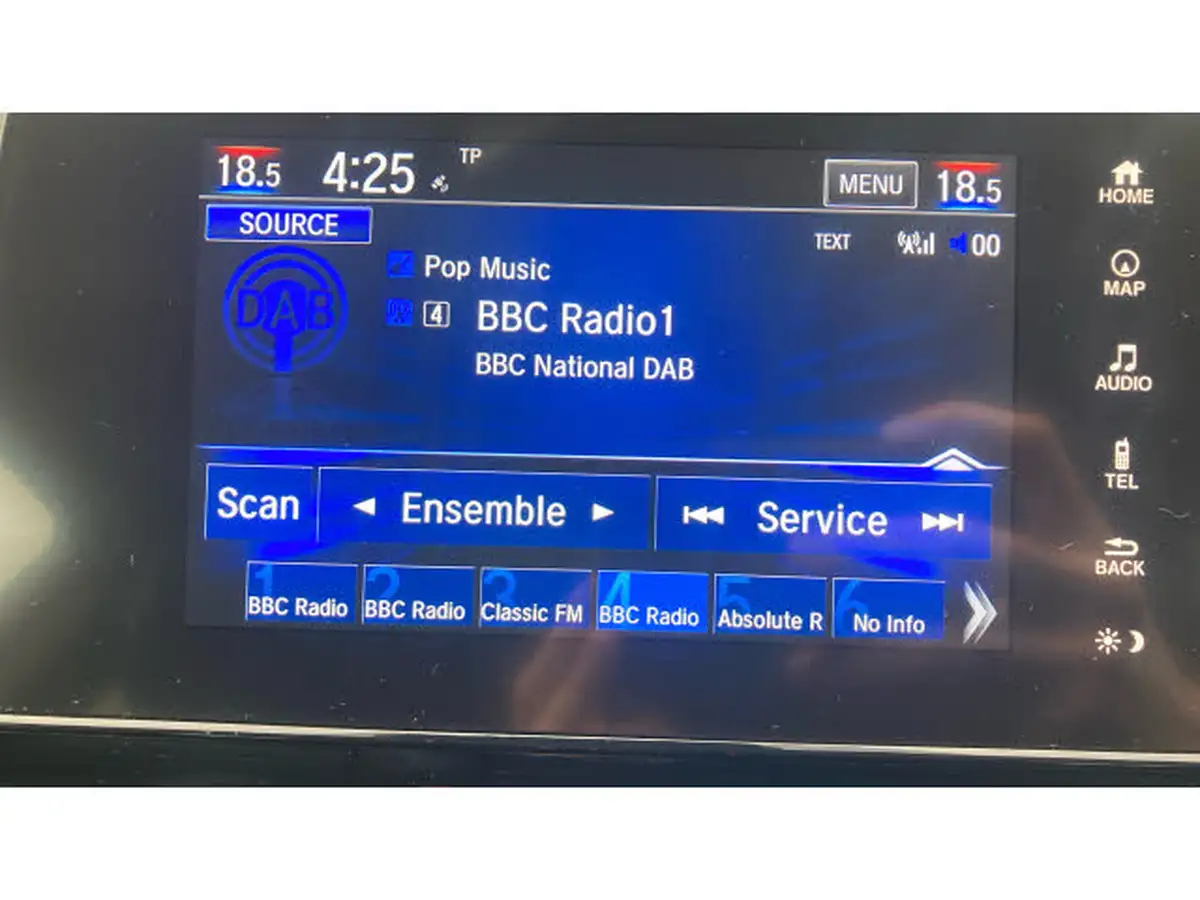 18.5 4:25 TP MENU 18.5
SOURCE
TEXT 00
DAB
Pop Music
4 BBC Radio1
BBC National DAB
Scan Ensemble Service
1 BBC Radio
2 BBC Radio
3 Classic FM
4 BBC Radio
5 Absolute R
6 No Info
HOME
MAP
AUDIO
TEL
BACK